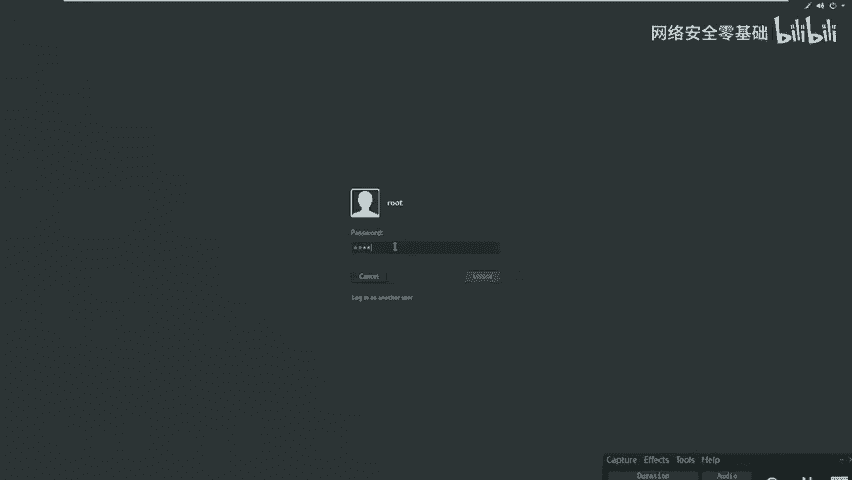 网络安全零基础 bilibili
root
Password:
Cancel
Unlock
Log in as another user
Capture Effects Tools Help
Duration Audio